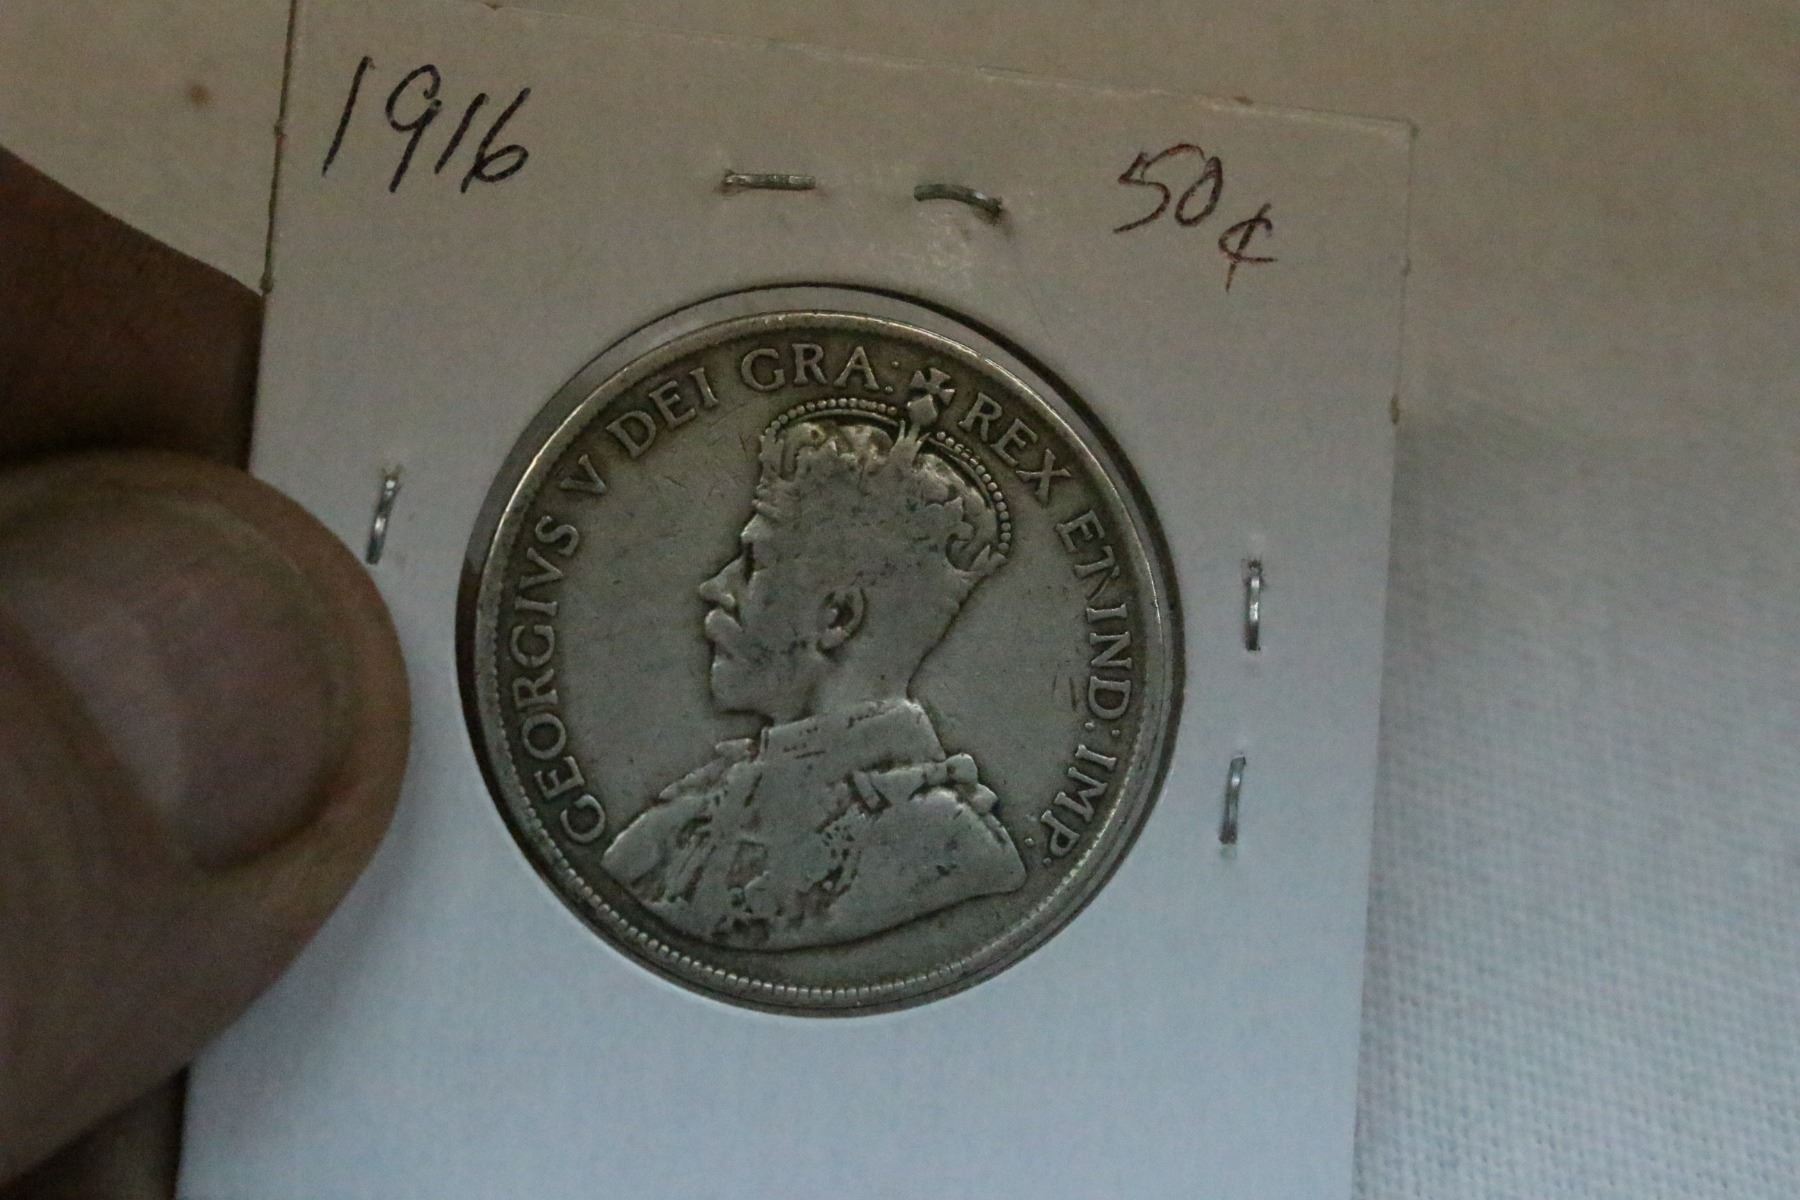 1916
50¢
GEORGIVS V DEI GRA: REX ET IND: IMP: